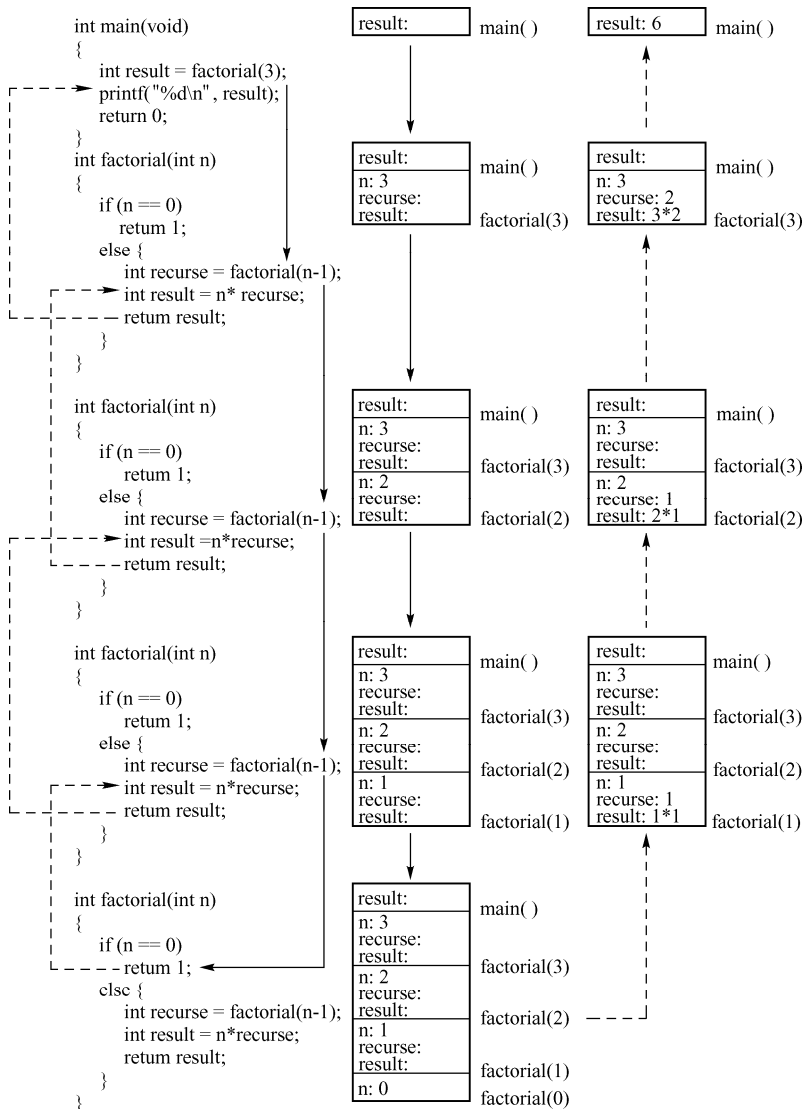 int main(void)
{
int result = factorial(3);
printf("%d\n", result);
return 0;
}
int factorial(int n)
{
if (n == 0)
return 1;
else {
int recurse = factorial(n-1);
int result = n* recurse;
retum result;
}
}
int factorial(int n)
{
if (n == 0)
return 1;
else {
int recurse = factorial(n-1);
int result =n*recurse;
return result;
}
}
int factorial(int n)
{
if (n == 0)
return 1;
else {
int recurse = factorial(n-1);
int result = n*recurse;
return result;
}
}
int factorial(int n)
{
if (n == 0)
return 1;
else {
int recurse = factorial(n-1);
int result = n*recurse;
return result;
}
}
result: main( )
result: main( )
n: 3
recurse:
result: factorial(3)
result: main( )
n: 3
recurse:
result: factorial(3)
n: 2
recurse:
result: factorial(2)
result: main( )
n: 3
recurse:
result: factorial(3)
n: 2
recurse:
result: factorial(2)
n: 1
recurse:
result: factorial(1)
result: main( )
n: 3
recurse:
result: factorial(3)
n: 2
recurse:
result: factorial(2)
n: 1
recurse:
result: factorial(1)
n: 0 factorial(0)
result: 6 main( )
result: main( )
n: 3
recurse: 2
result: 3*2 factorial(3)
result: main( )
n: 3
recurse:
result: factorial(3)
n: 2
recurse: 1
result: 2*1 factorial(2)
result: main( )
n: 3
recurse:
result: factorial(3)
n: 2
recurse:
result: factorial(2)
n: 1
recurse: 1
result: 1*1 factorial(1)